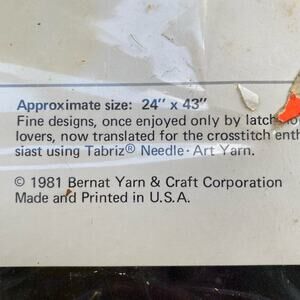 Approximate size: 24" x 43"
Fine designs, once enjoyed only by latch
lovers, now translated for the crosstitch enth
siast using Tabriz® Needle·Art Yarn.
© 1981 Bernat Yarn & Craft Corporation
Made and Printed in U.S.A.